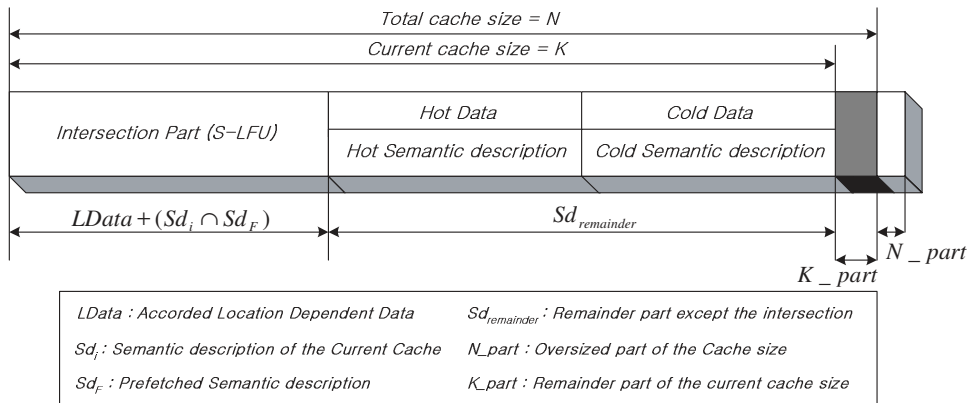 Total cache size = N
Current cache size = K
Intersection Part (S-LFU)
Hot Data
Cold Data
Hot Semantic description
Cold Semantic description
LData + (Sd_i ∩ Sd_F)
Sd_remainder
N_part
K_part
LData : Accorded Location Dependent Data
Sd_remainder : Remainder part except the intersection
Sd_i : Semantic description of the Current Cache
N_part : Oversized part of the Cache size
Sd_F : Prefetched Semantic description
K_part : Remainder part of the current cache size